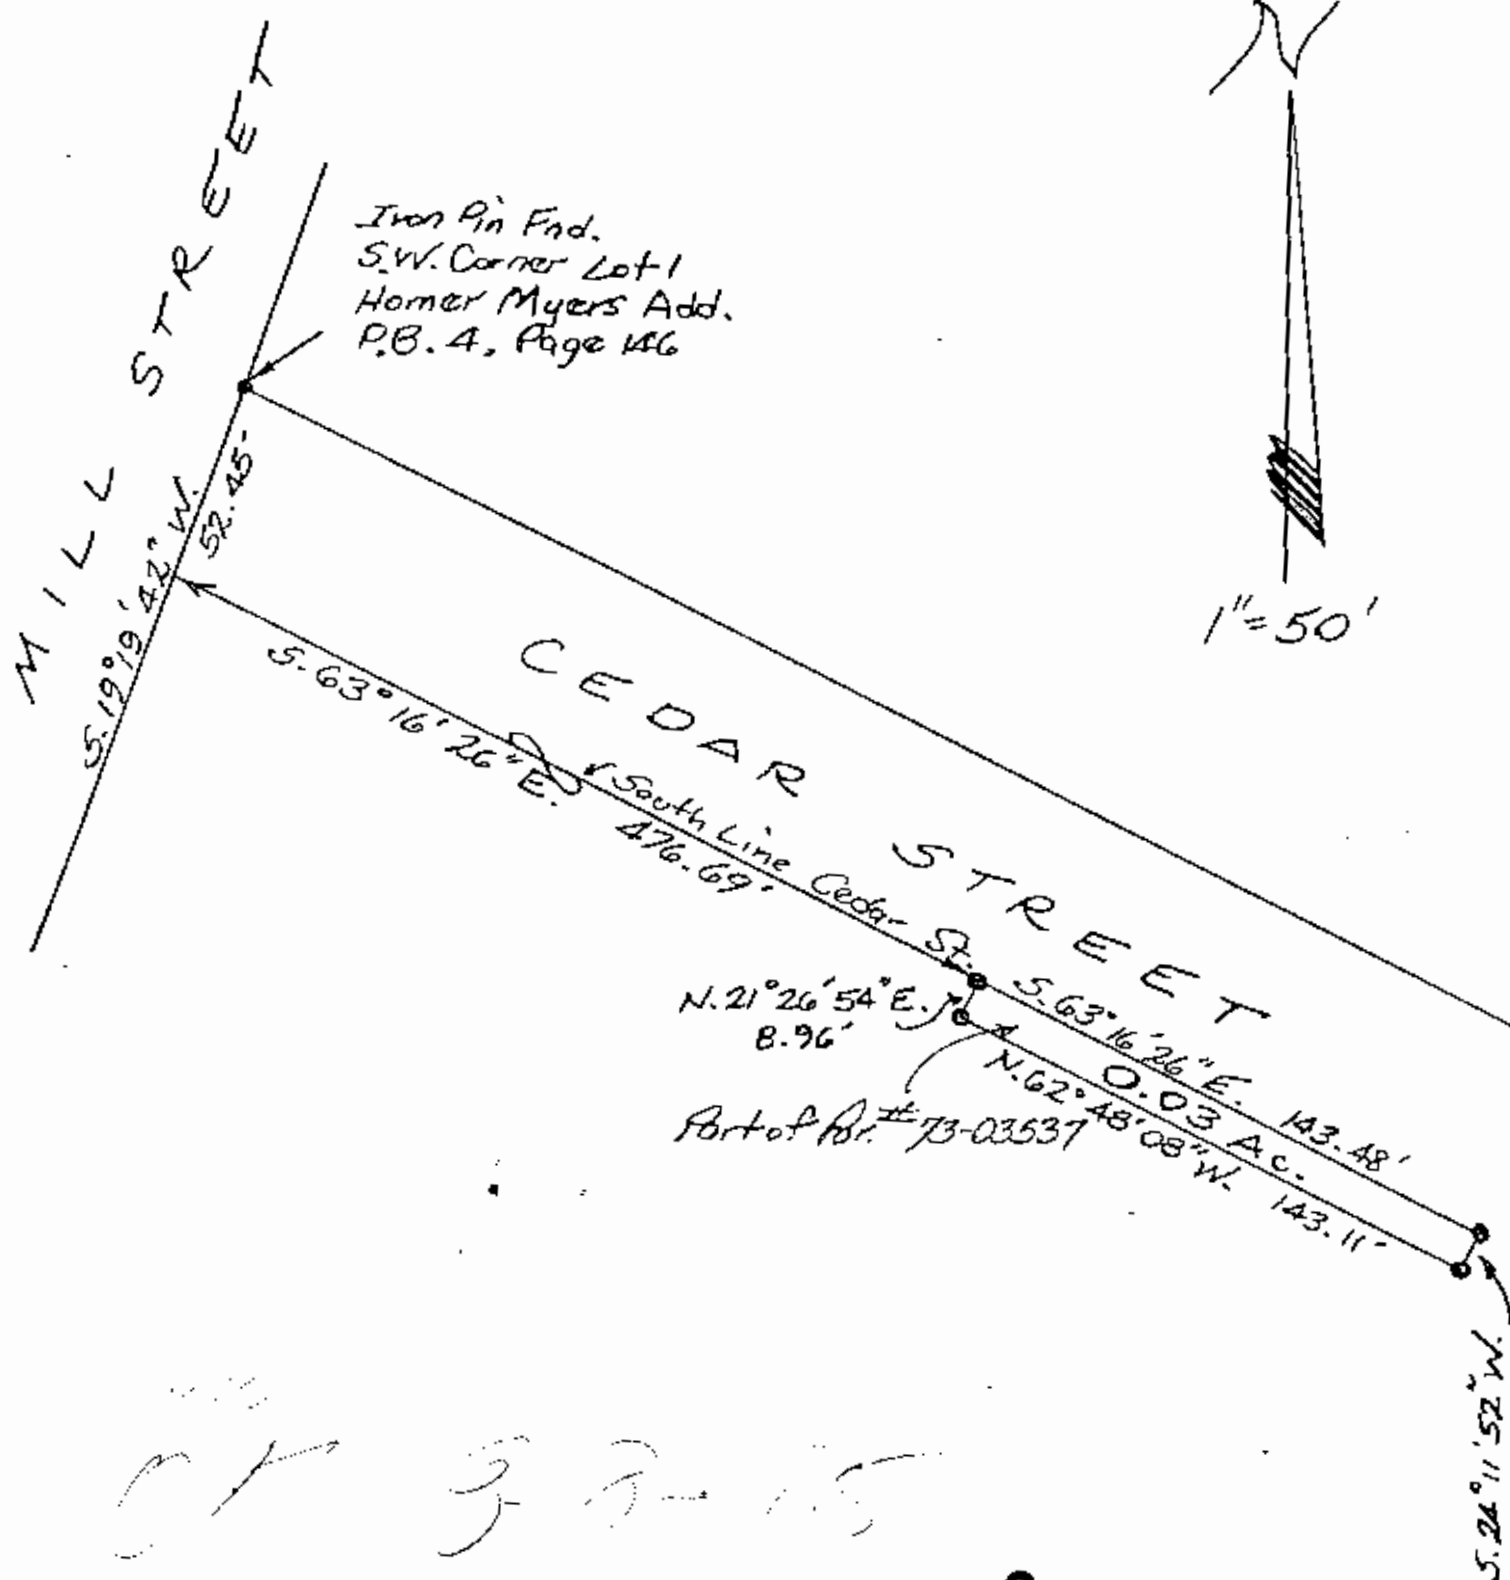 N
1"=50'
MILL STREET
Iron Pin Fnd.
S.W. Corner Lot 1
Homer Myers Add.
P.B. 4, Page 146
S.19°19'42"W.
52.45'
CEDAR STREET
S.63°16'26"E.
476.69'
South Line Cedar St.
N.21°26'54"E.
8.96'
S.63°16'26"E. 143.48'
0.03 Ac.
N.62°48'08"W. 143.11'
Part of Par. #73-03537
S.24°11'52"W.